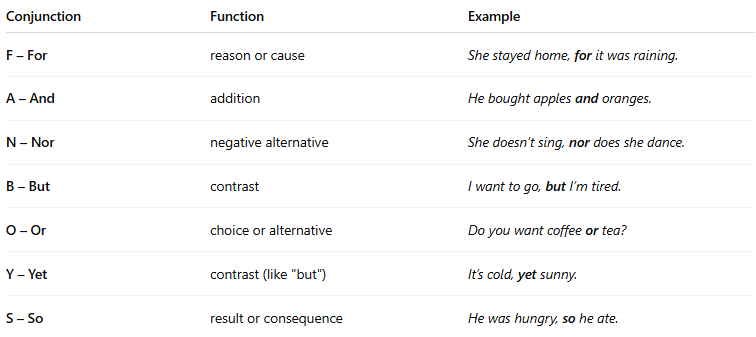 Conjunction Function Example
F – For reason or cause She stayed home, for it was raining.
A – And addition He bought apples and oranges.
N – Nor negative alternative She doesn’t sing, nor does she dance.
B – But contrast I want to go, but I’m tired.
O – Or choice or alternative Do you want coffee or tea?
Y – Yet contrast (like "but") It’s cold, yet sunny.
S – So result or consequence He was hungry, so he ate.